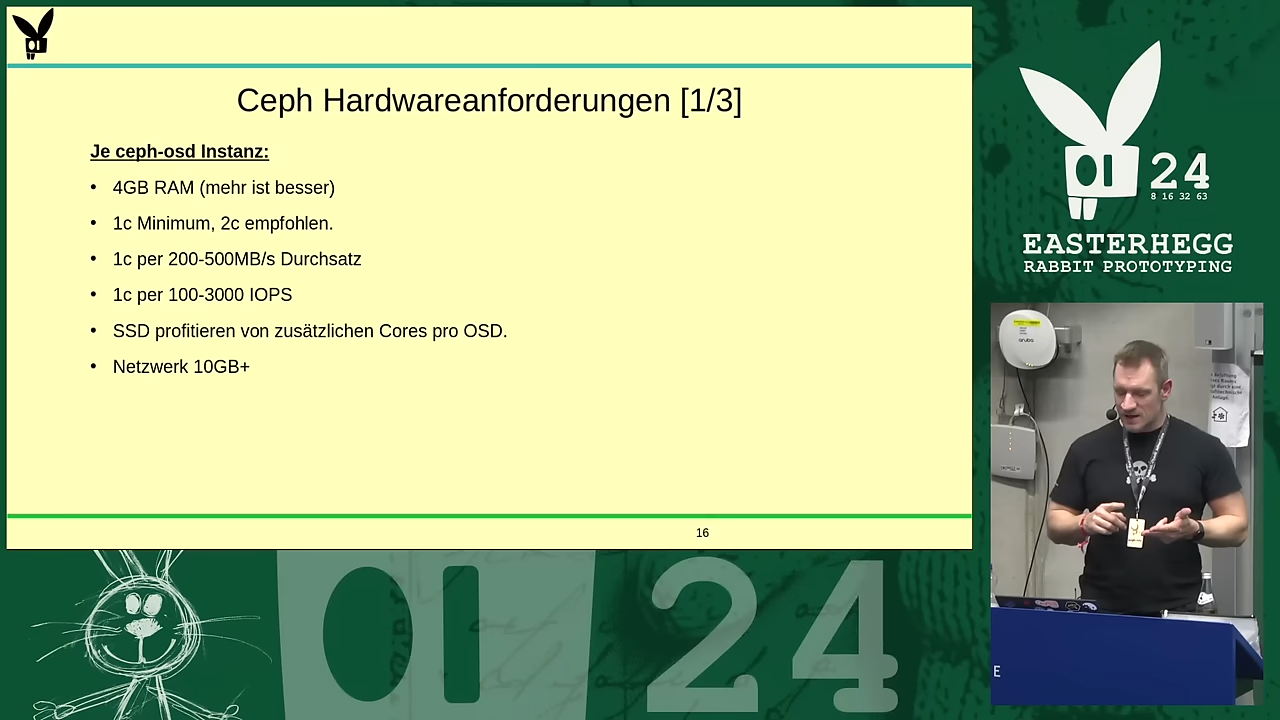 Ceph Hardwareanforderungen [1/3]
Je ceph-osd Instanz:
• 4GB RAM (mehr ist besser)
• 1c Minimum, 2c empfohlen.
• 1c per 200-500MB/s Durchsatz
• 1c per 100-3000 IOPS
• SSD profitieren von zusätzlichen Cores pro OSD.
• Netzwerk 10GB+
16
24
8 16 32 63
EASTERHEGG
RABBIT PROTOTYPING
aruba
E
24